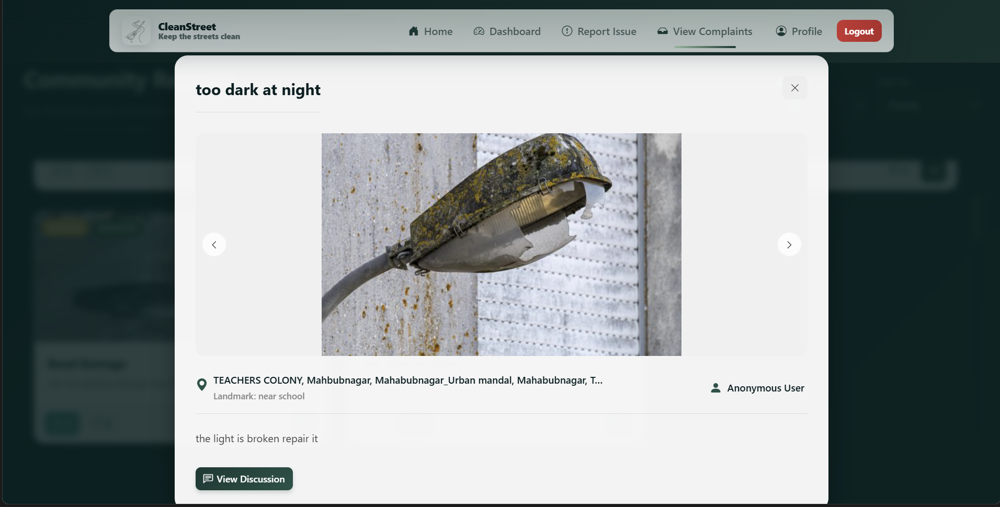 CleanStreet
Keep the streets clean
Home
Dashboard
Report Issue
View Complaints
Profile
Logout
Community
too dark at night
TEACHERS COLONY, Mahbubnagar, Mahabubnagar_Urban mandal, Mahabubnagar, T...
Landmark: near school
Anonymous User
the light is broken repair it
View Discussion